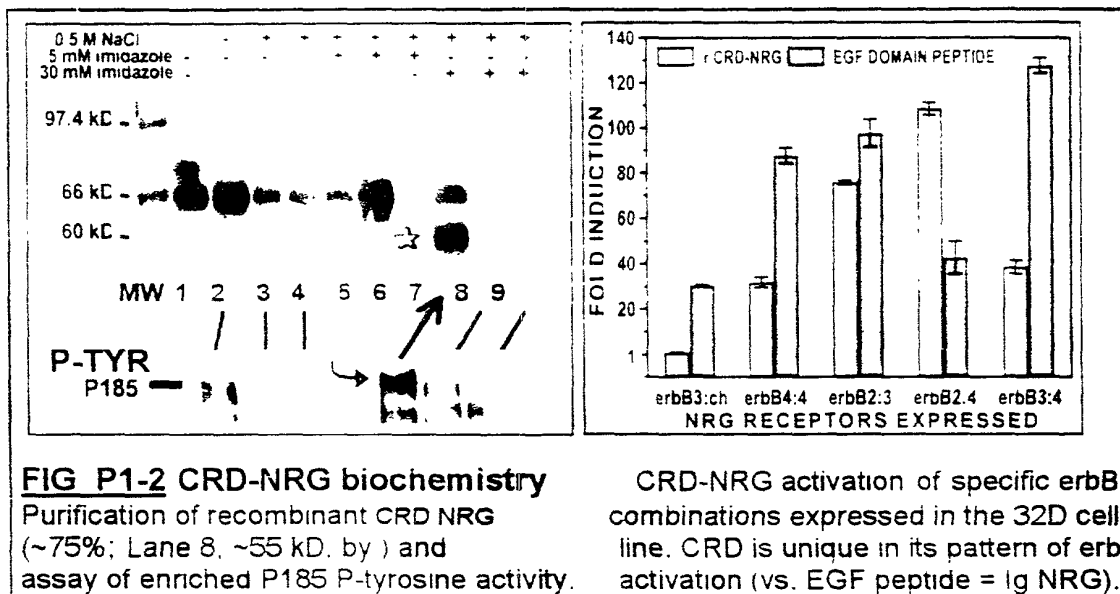 0 5 M NaCl - + + + + + + + +
5 mM imidazole - + + +
30 mM imidazole - + + +
97.4 kD
66 kD
60 kD
MW 1 2 3 4 5 6 7 8 9
P-TYR
P185
140
120
100
80
60
40
20
1
FOLD INDUCTION
r CRD-NRG EGF DOMAIN PEPTIDE
erbB3:ch erbB4:4 erbB2:3 erbB2.4 erbB3:4
NRG RECEPTORS EXPRESSED
FIG P1-2 CRD-NRG biochemistry
Purification of recombinant CRD NRG
(~75%; Lane 8, ~55 kD. by ) and
assay of enriched P185 P-tyrosine activity.
CRD-NRG activation of specific erbB
combinations expressed in the 32D cell
line. CRD is unique in its pattern of erb
activation (vs. EGF peptide = Ig NRG).